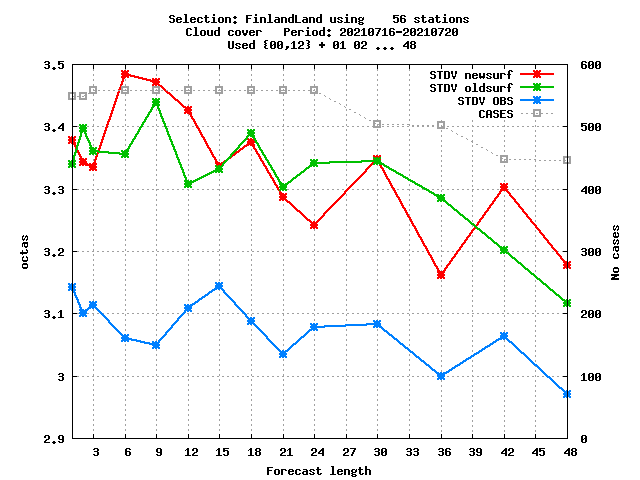 Selection: FinlandLand using    56 stations
Cloud cover   Period: 20210716-20210720
Used {00,12} + 01 02 ... 48
3.5
3.4
3.3
3.2
3.1
3
2.9
octas
STDV newsurf
STDV oldsurf
STDV OBS
CASES
600
500
400
300
200
100
0
No cases
3 6 9 12 15 18 21 24 27 30 33 36 39 42 45 48
Forecast length